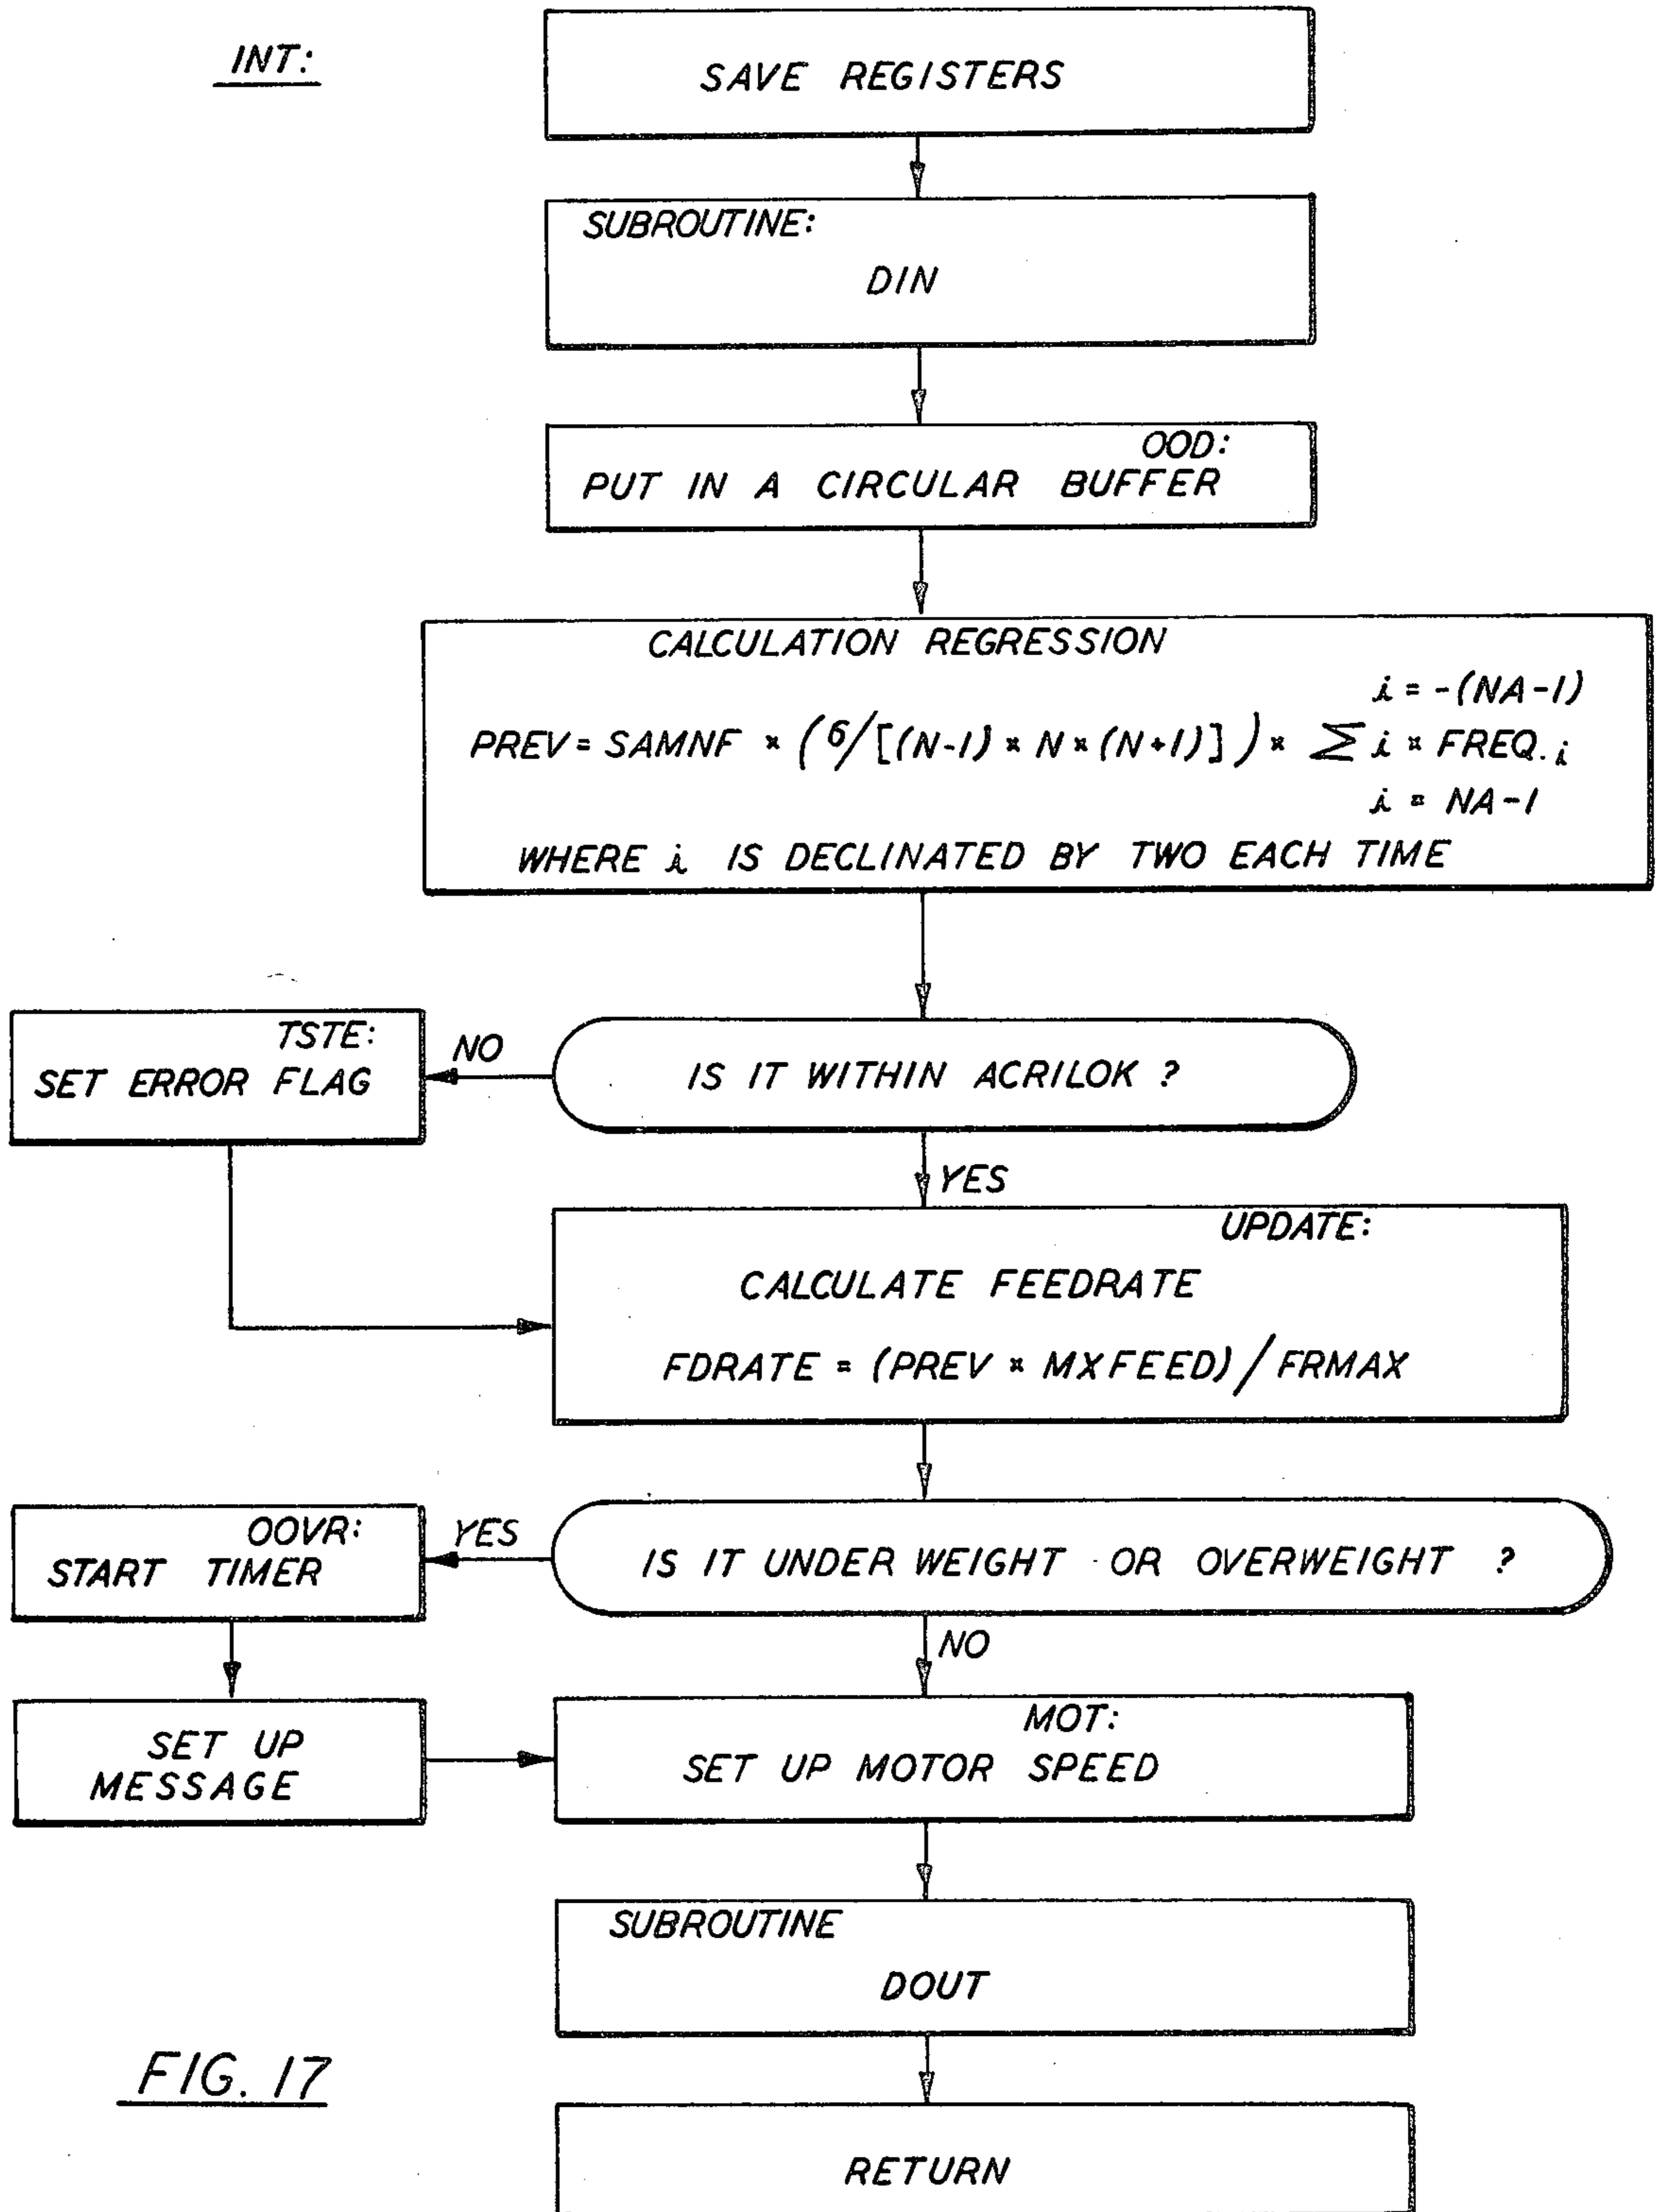 INT:
SAVE REGISTERS
SUBROUTINE:
DIN
OOD:
PUT IN A CIRCULAR BUFFER
CALCULATION REGRESSION
i = -(NA-1)
PREV = SAMNF × (6/[(N-1) × N × (N+1)]) × Σ i × FREQ. i
i = NA-1
WHERE i IS DECLINATED BY TWO EACH TIME
TSTE:
SET ERROR FLAG
NO
IS IT WITHIN ACRILOK ?
YES
UPDATE:
CALCULATE FEEDRATE
FDRATE = (PREV × MXFEED) / FRMAX
OOVR:
START TIMER
YES
IS IT UNDER WEIGHT OR OVERWEIGHT ?
NO
SET UP
MESSAGE
MOT:
SET UP MOTOR SPEED
SUBROUTINE
DOUT
FIG. 17
RETURN